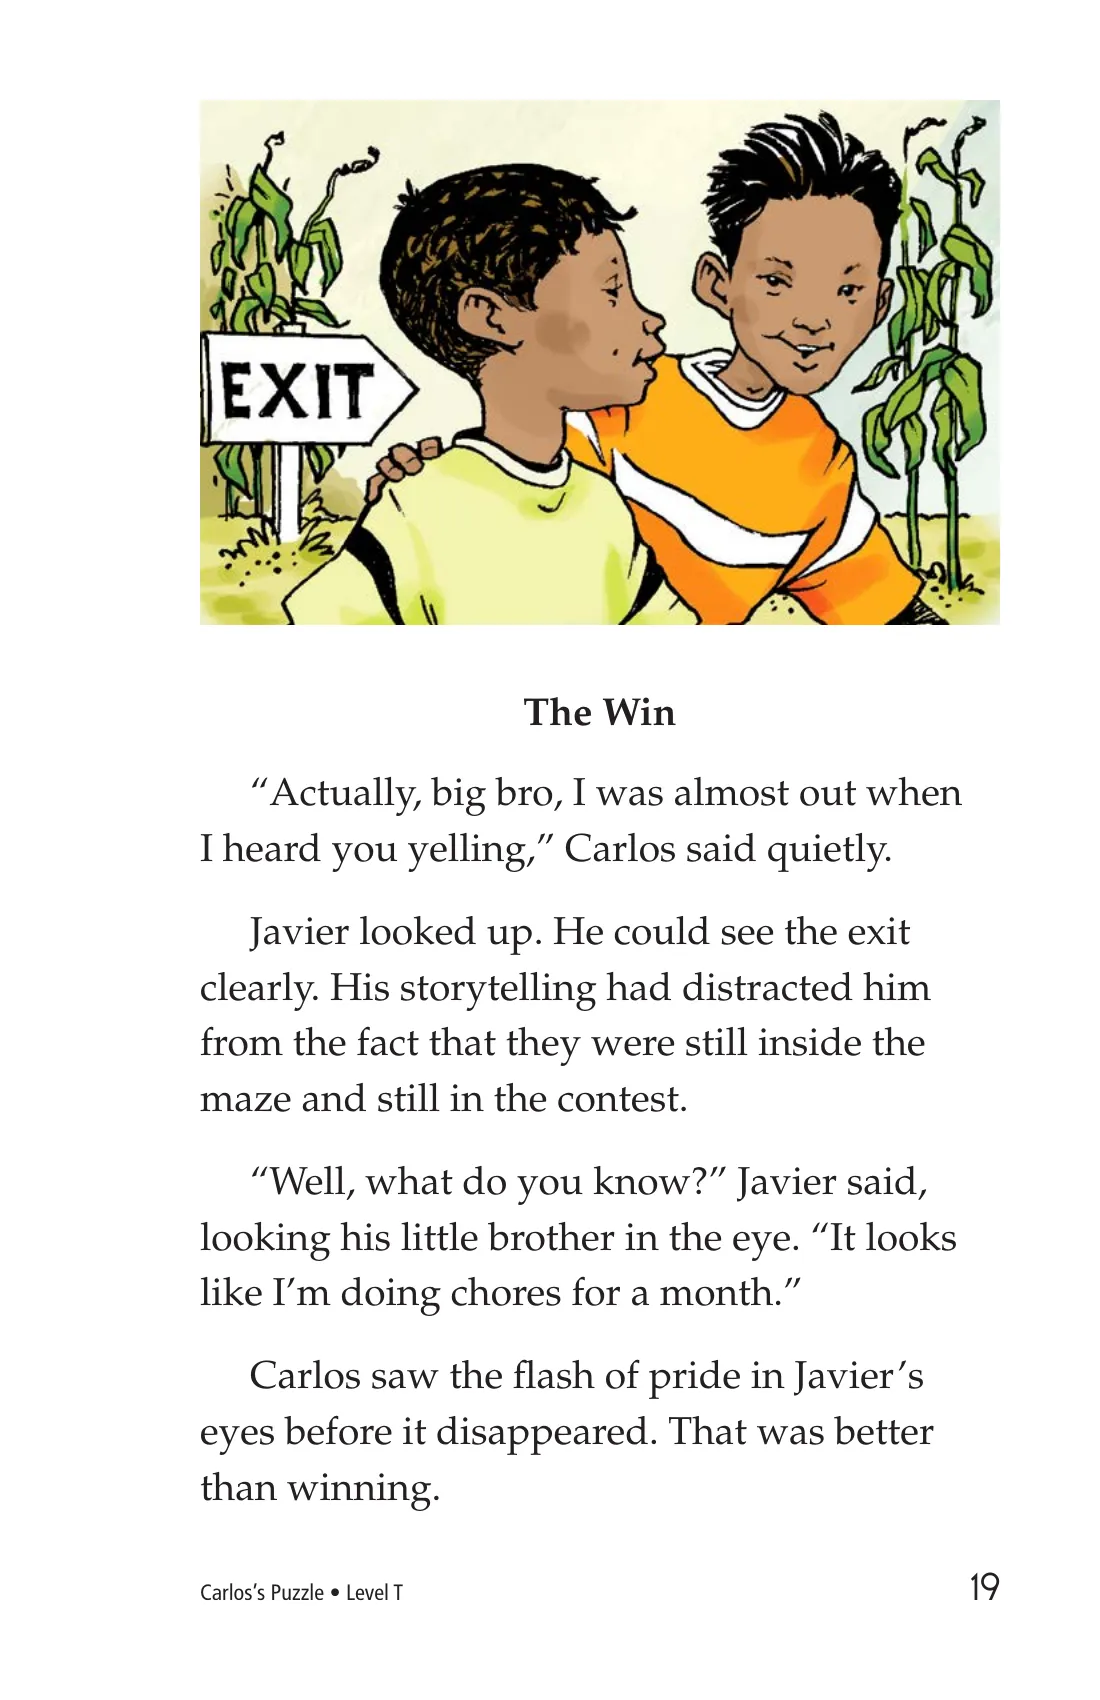 EXIT
The Win
“Actually, big bro, I was almost out when
I heard you yelling,” Carlos said quietly.
Javier looked up. He could see the exit
clearly. His storytelling had distracted him
from the fact that they were still inside the
maze and still in the contest.
“Well, what do you know?” Javier said,
looking his little brother in the eye. “It looks
like I’m doing chores for a month.”
Carlos saw the flash of pride in Javier’s
eyes before it disappeared. That was better
than winning.
Carlos’s Puzzle • Level T
19